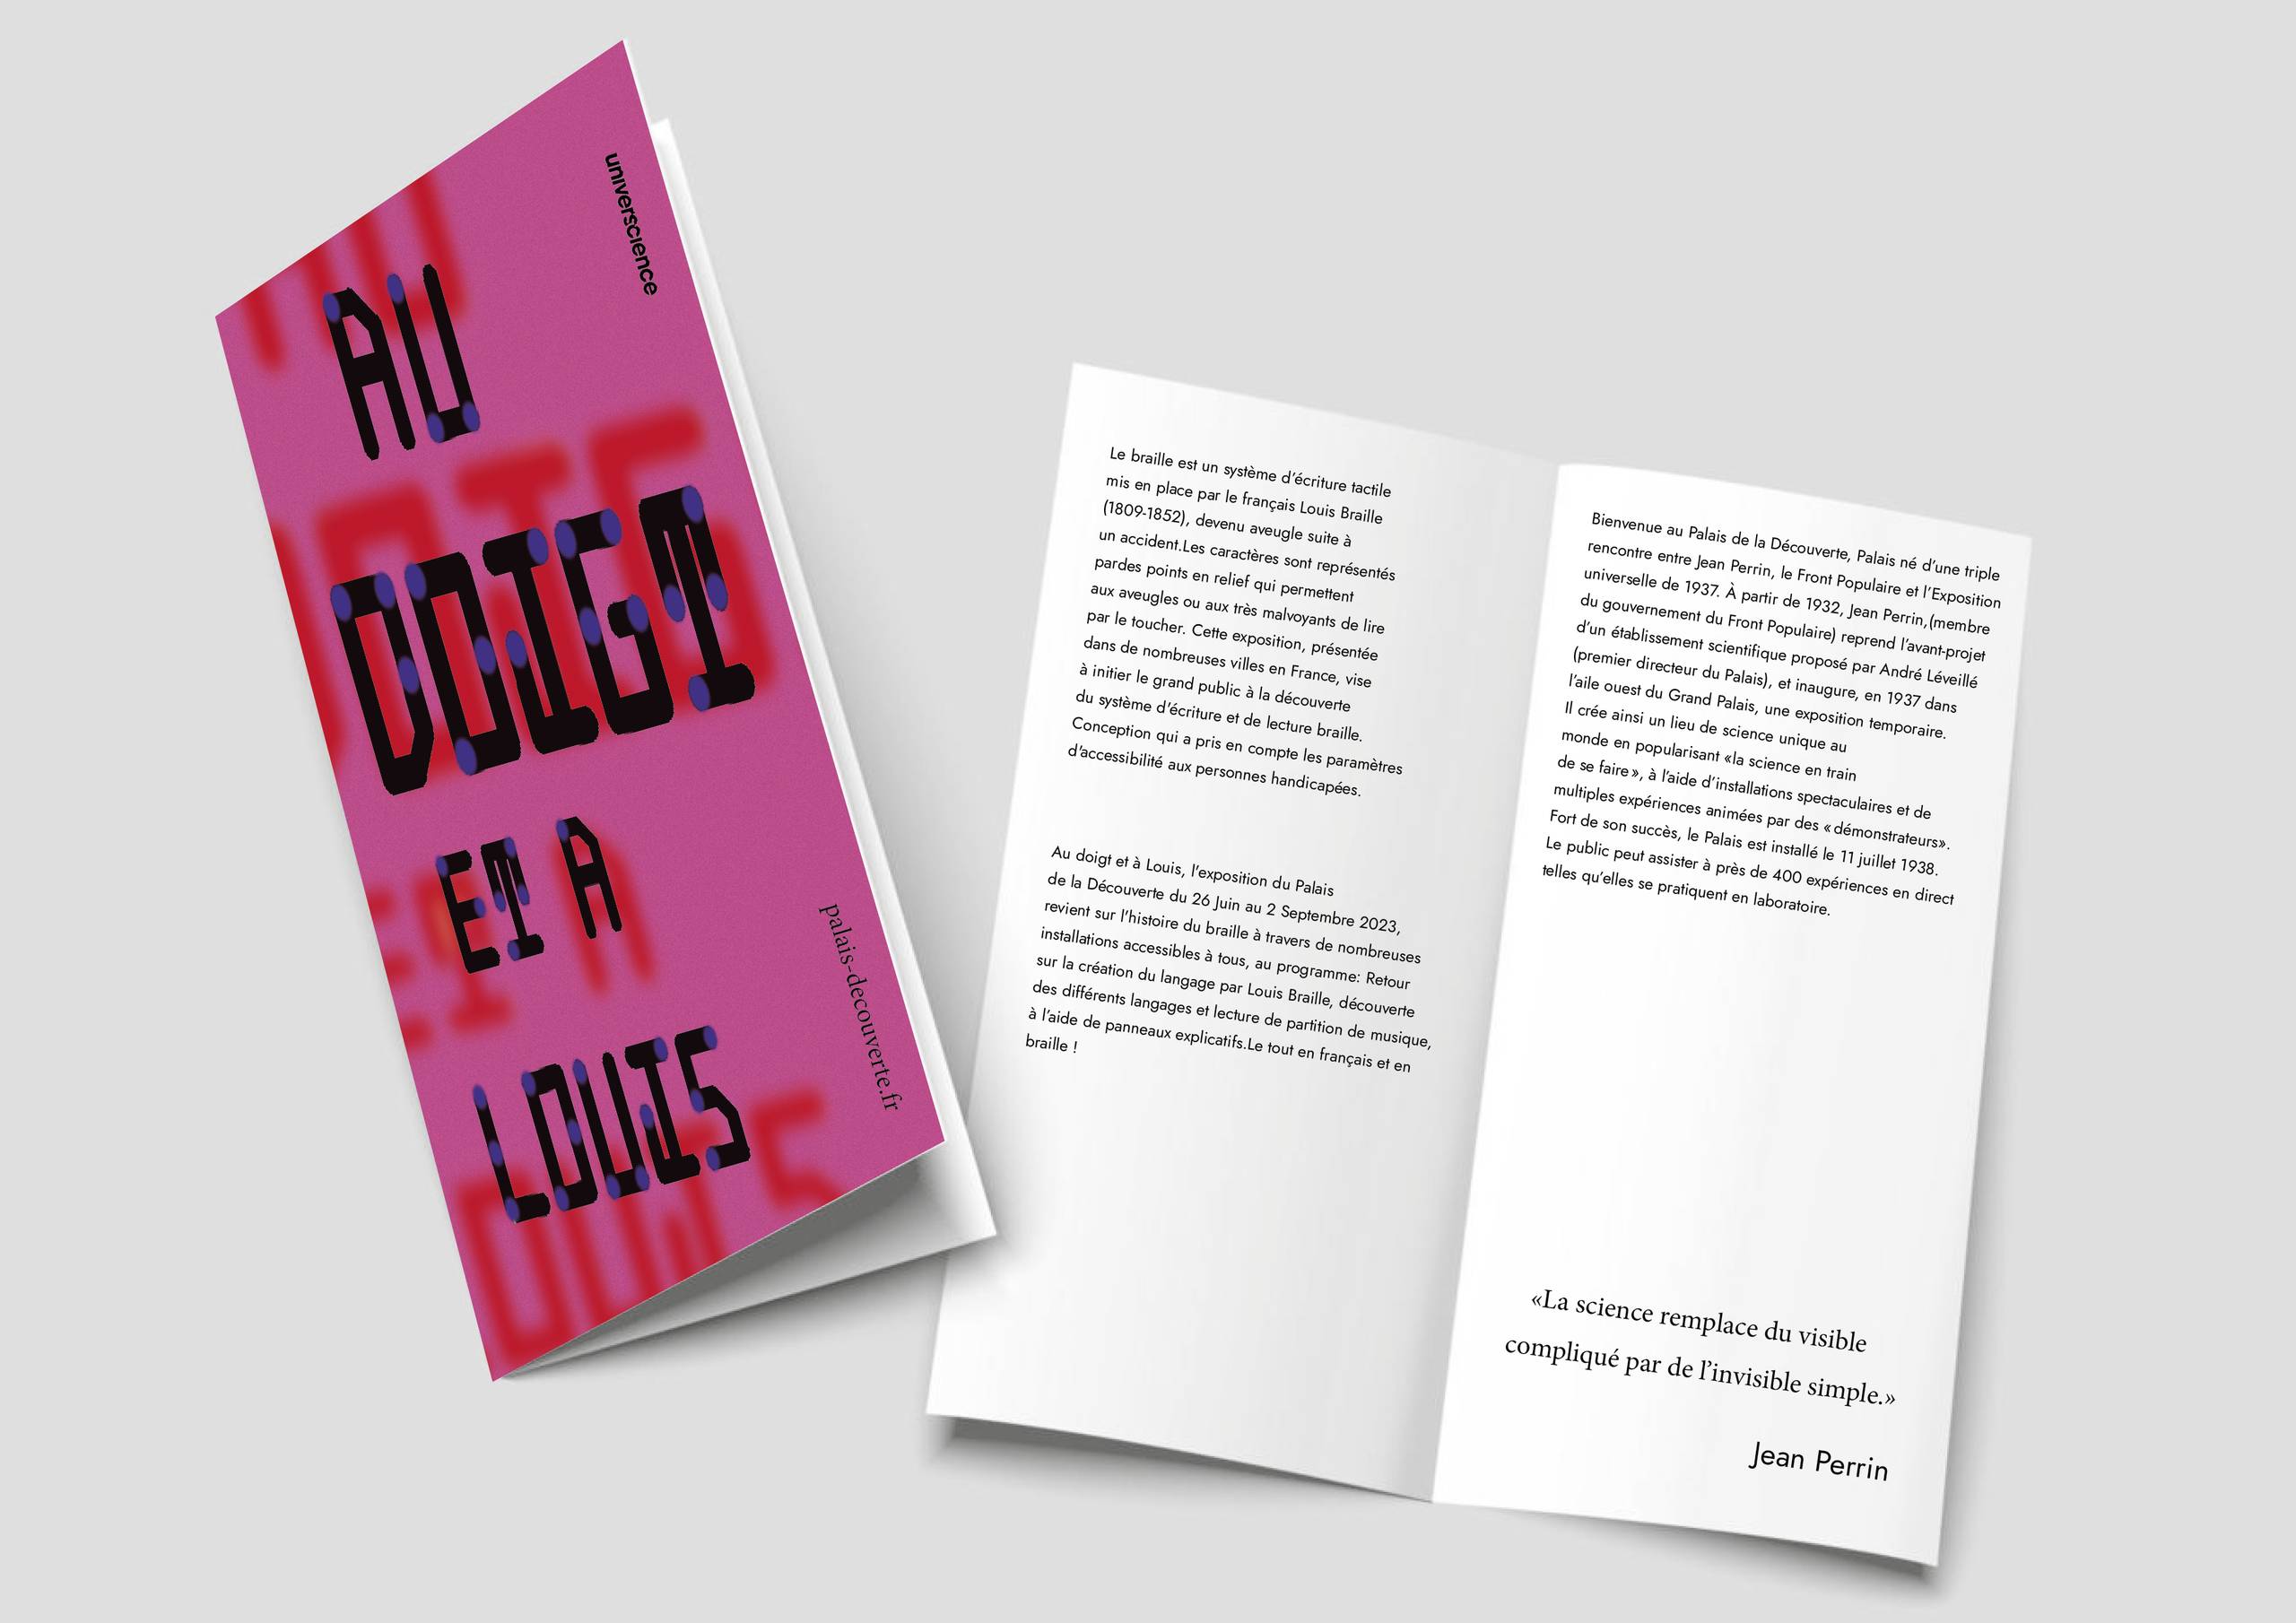 universcience
AU
DOIGT
ET A
LOUIS
palais-decouverte.fr
Le braille est un système d'écriture tactile
mis en place par le français Louis Braille
(1809-1852), devenu aveugle suite à
un accident.Les caractères sont représentés
pardes points en relief qui permettent
aux aveugles ou aux très malvoyants de lire
par le toucher. Cette exposition, présentée
dans de nombreuses villes en France, vise
à initier le grand public à la découverte
du système d'écriture et de lecture braille.
Conception qui a pris en compte les paramètres
d'accessibilité aux personnes handicapées.
Au doigt et à Louis, l'exposition du Palais
de la Découverte du 26 Juin au 2 Septembre 2023,
revient sur l'histoire du braille à travers de nombreuses
installations accessibles à tous, au programme: Retour
sur la création du langage par Louis Braille, découverte
des différents langages et lecture de partition de musique,
à l'aide de panneaux explicatifs.Le tout en français et en
braille !
Bienvenue au Palais de la Découverte, Palais né d'une triple
rencontre entre Jean Perrin, le Front Populaire et l'Exposition
universelle de 1937. À partir de 1932, Jean Perrin,(membre
du gouvernement du Front Populaire) reprend l'avant-projet
d'un établissement scientifique proposé par André Léveillé
(premier directeur du Palais), et inaugure, en 1937 dans
l'aile ouest du Grand Palais, une exposition temporaire.
Il crée ainsi un lieu de science unique au
monde en popularisant «la science en train
de se faire», à l'aide d'installations spectaculaires et de
multiples expériences animées par des «démonstrateurs».
Fort de son succès, le Palais est installé le 11 juillet 1938.
Le public peut assister à près de 400 expériences en direct
telles qu'elles se pratiquent en laboratoire.
«La science remplace du visible
compliqué par de l'invisible simple.»
Jean Perrin